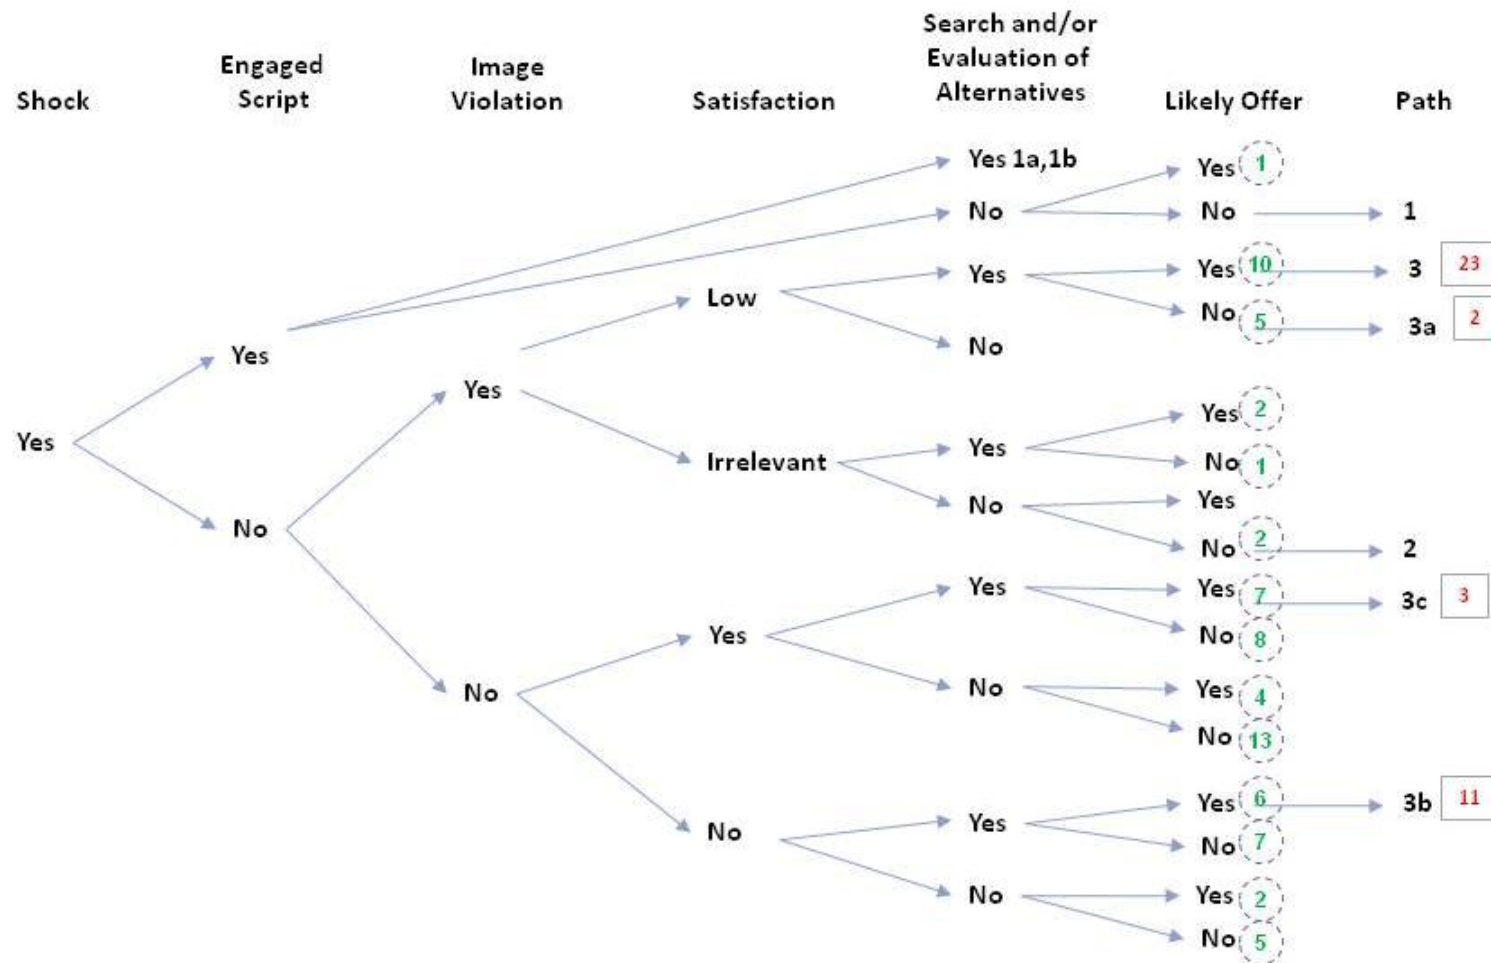 Shock
Engaged
Script
Image
Violation
Satisfaction
Search and/or
Evaluation of
Alternatives
Likely Offer
Path
Yes 1a,1b
Yes 1
No
No
1
Yes
Yes 10
3
23
Low
No 5
3a
2
No
Yes
Yes
Yes 2
Yes
Yes
Irrelevant
No 1
No
Yes
No
No 2
2
Yes
Yes 7
3c
3
Yes
No 8
No
No
Yes 4
No 13
Yes 6
3b
11
No
Yes
No 7
No
Yes 2
No 5